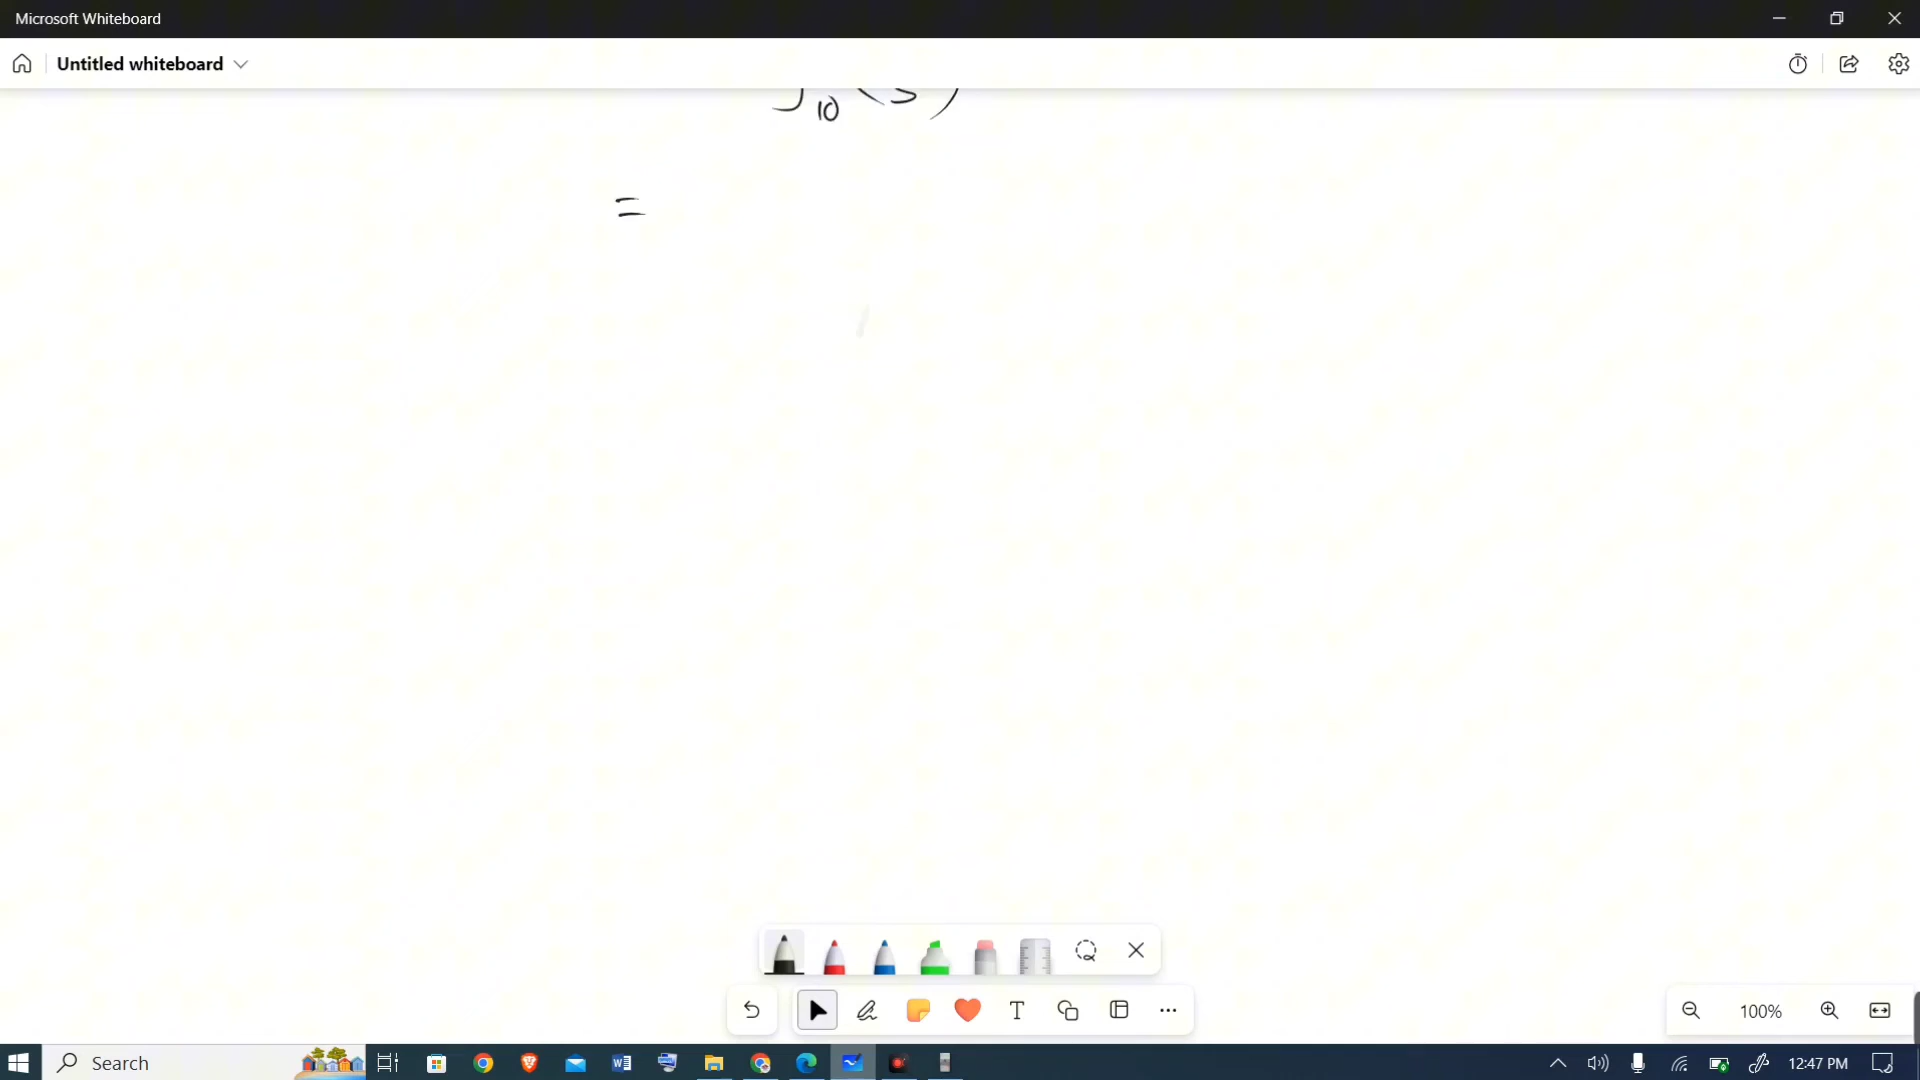 Microsoft Whiteboard
Untitled whiteboard
10
=
T
100%
Search
12:47 PM